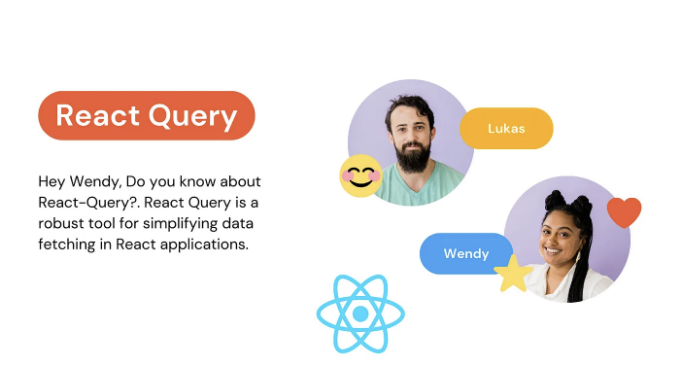 React Query
Hey Wendy, Do you know about
React-Query?. React Query is a
robust tool for simplifying data
fetching in React applications.
Lukas
Wendy